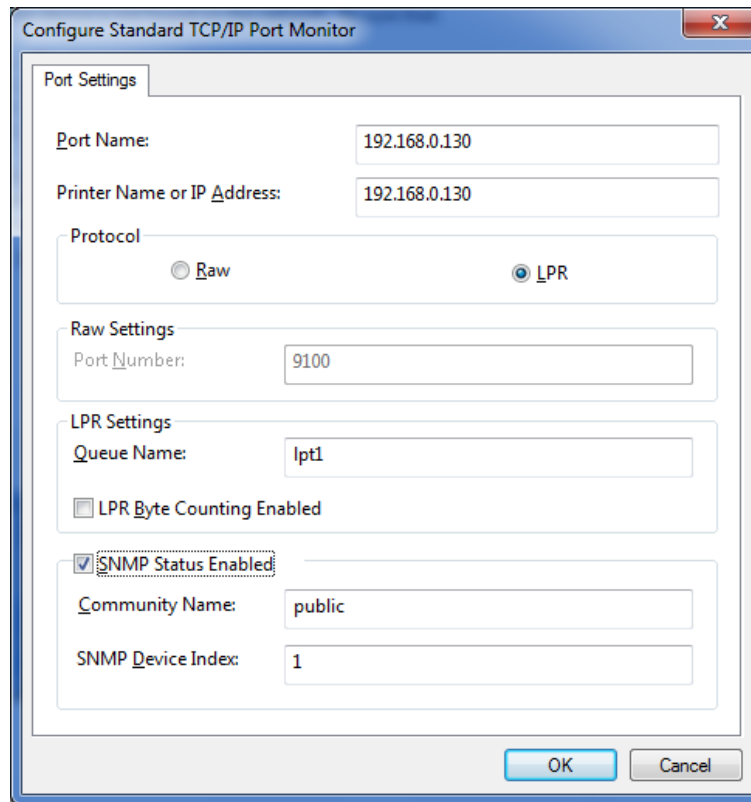 Configure Standard TCP/IP Port Monitor
Port Settings
Port Name: 192.168.0.130
Printer Name or IP Address: 192.168.0.130
Protocol
Raw LPR
Raw Settings
Port Number: 9100
LPR Settings
Queue Name: lpt1
LPR Byte Counting Enabled
SNMP Status Enabled
Community Name: public
SNMP Device Index: 1
OK Cancel